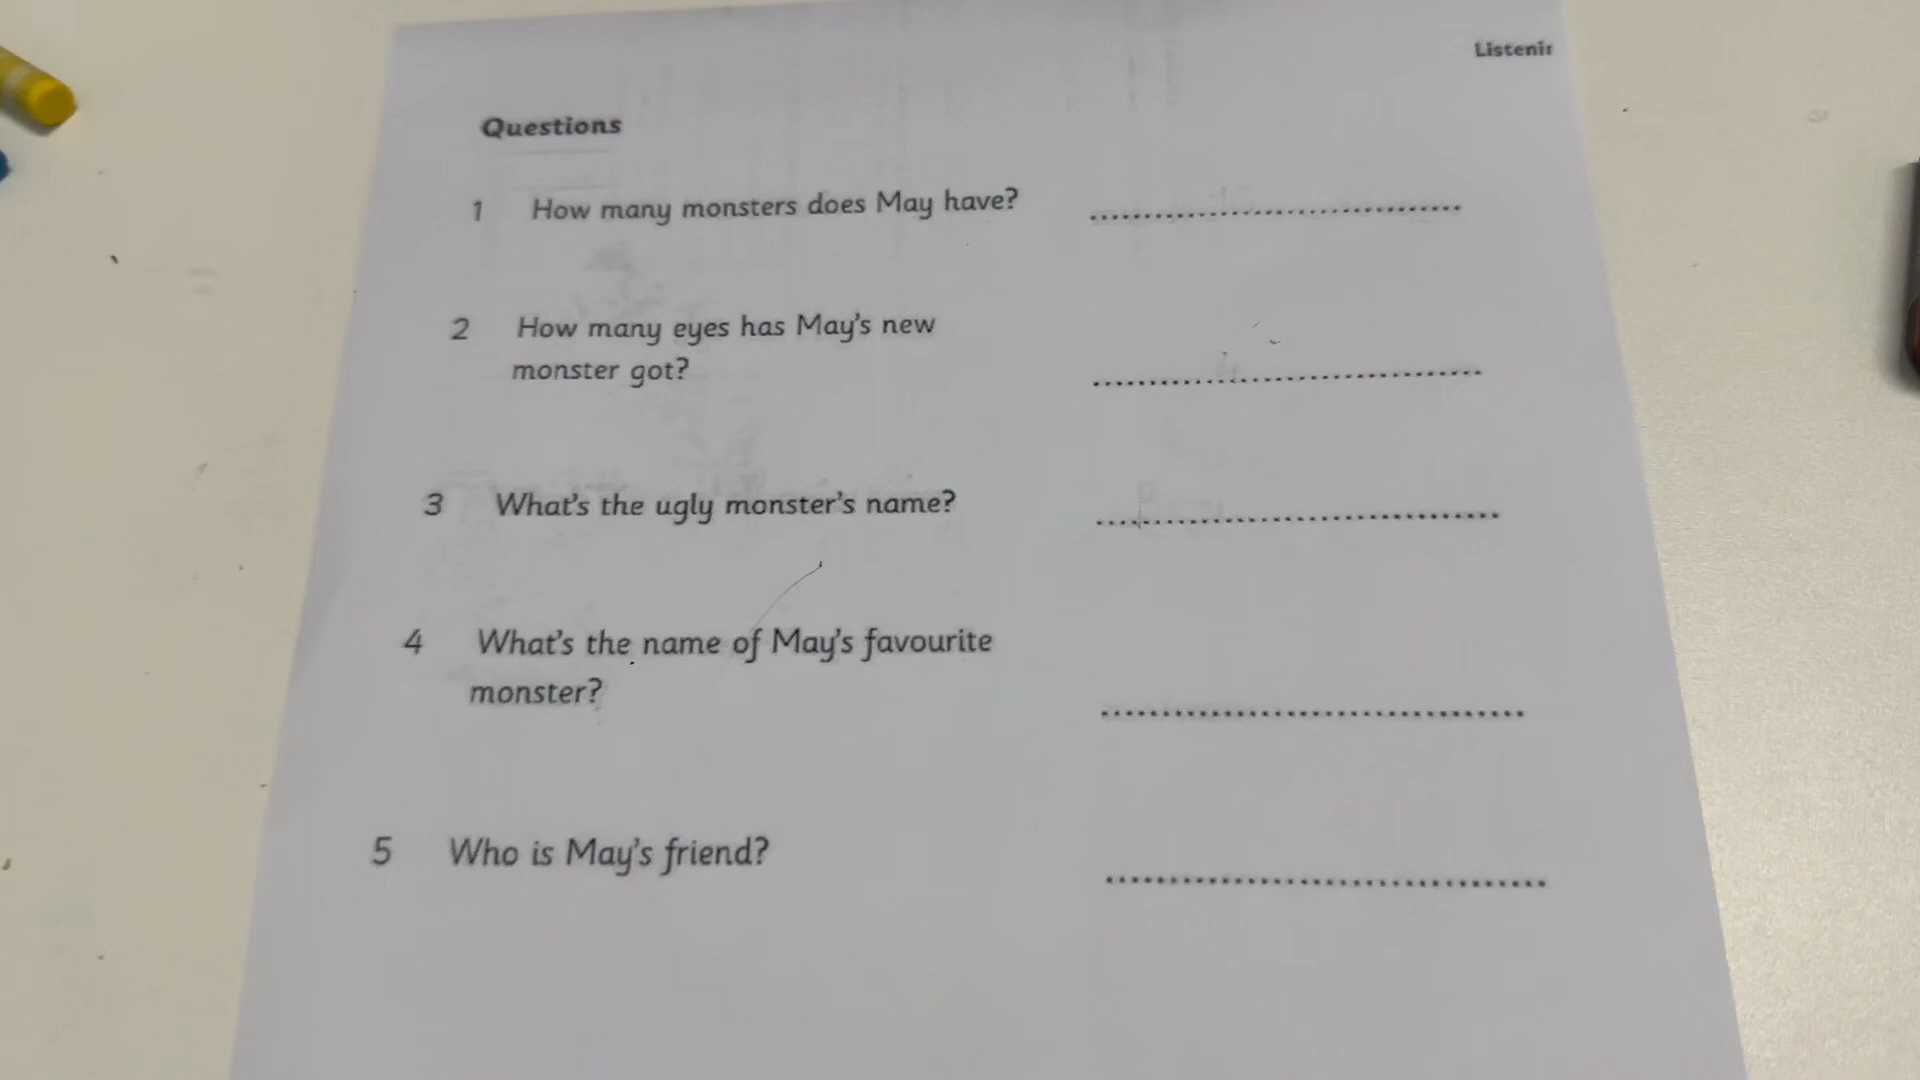 Questions
1 How many monsters does May have? ..................................
2 How many eyes has May's new
monster got? ..................................
3 What's the ugly monster's name? ..................................
4 What's the name of May's favourite
monster? ..................................
5 Who is May's friend? ..................................